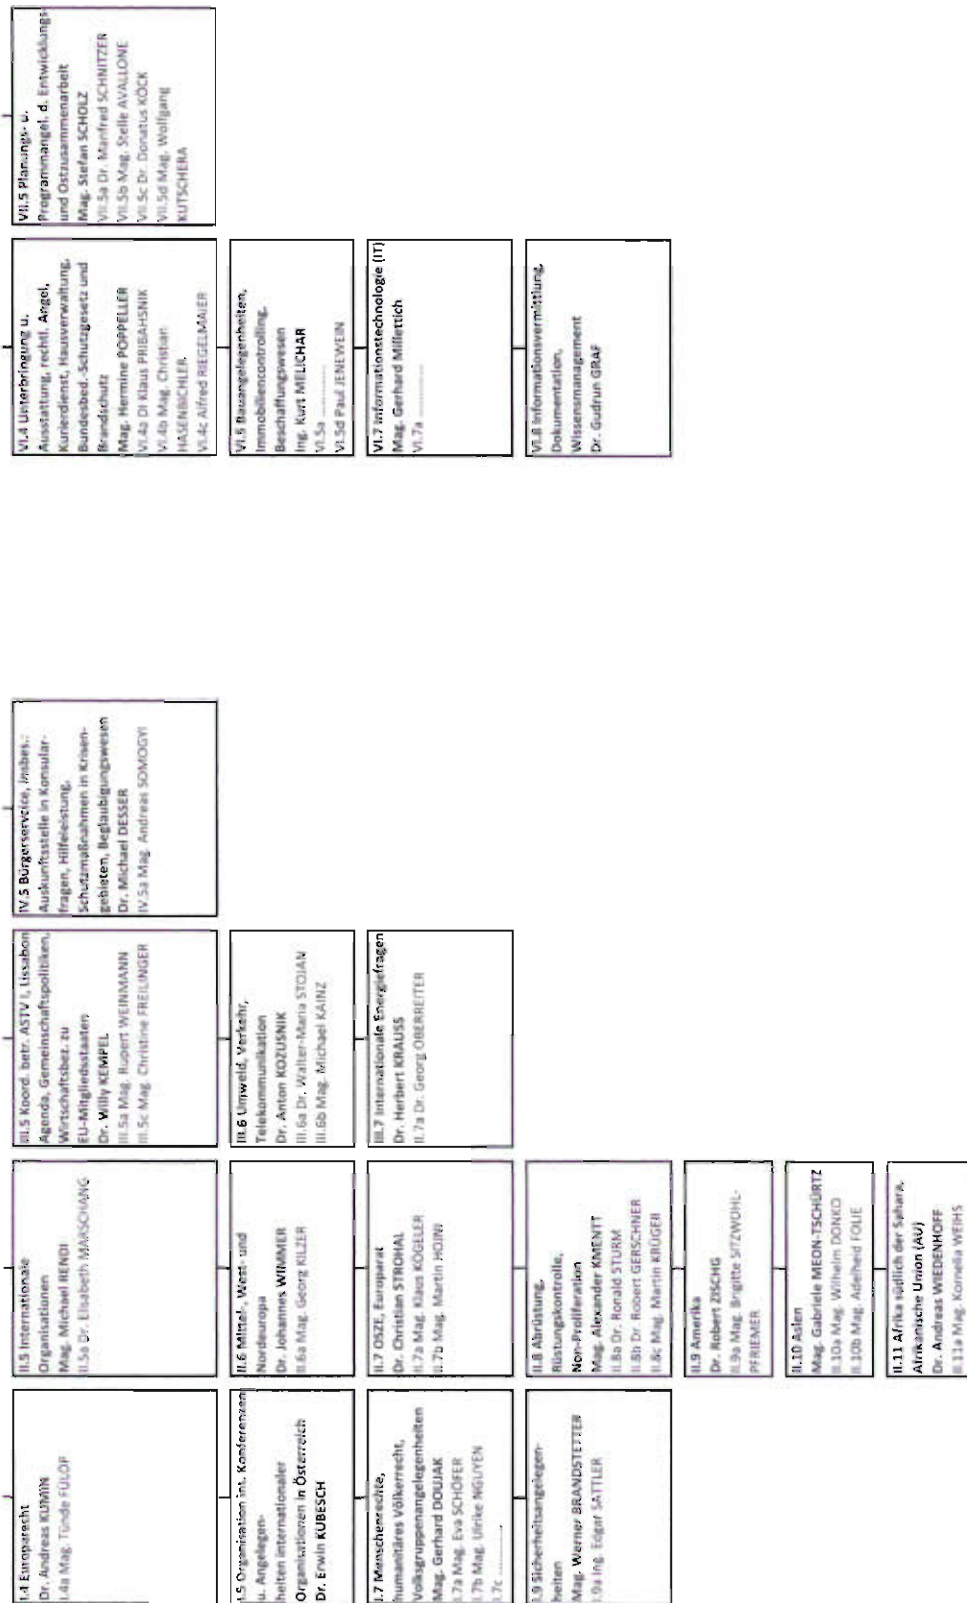 I.4 Europarecht
Dr. Andreas KUMIN
I.4a Mag. Tünde FÜLÖP
I.5 Organisation int. Konferenzen
u. Angelegen-
heiten internationaler
Organisationen in Österreich
Dr. Erwin KUBESCH
I.7 Menschenrechte,
humanitäres Völkerrecht,
Volksgruppenangelegenheiten
Mag. Gerhard DOUJAK
I.7a Mag. Eva SCHÖFER
I.7b Mag. Ulrike NGUYEN
I.7c ............
I.9 Sicherheitsangelegen-
heiten
Mag. Werner BRANDSTETTER
I.9a Ing. Edgar SATTLER
II.5 Internationale
Organisationen
Mag. Michael RENDI
II.5a Dr. Elisabeth MARSCHANG
II.6 Mittel-, West- und
Nordeuropa
Dr. Johannes WIMMER
II.6a Mag. Georg KILZER
II.7 OSZE, Europarat
Dr. Christian STROHAL
II.7a Mag. Klaus KÖGELER
II.7b Mag. Martin HOJNI
II.8 Abrüstung,
Rüstungskontrolle,
Non-Proliferation
Mag. Alexander KMENTT
II.8a Dr. Ronald STURM
II.8b Dr. Robert GERSCHNER
II.8c Mag. Martin KRÜGER
II.9 Amerika
Dr. Robert ZISCHG
II.9a Mag. Brigitte SITZWOHL-
PFRIEMER
II.10 Asien
Mag. Gabriele MEON-TSCHÜRTZ
II.10a Mag. Wilhelm DONKO
II.10b Mag. Adelheid FOLIE
II.11 Afrika südlich der Sahara,
Afrikanische Union (AU)
Dr. Andreas WIEDENHOFF
II.11a Mag. Kornelia WEIHS
III.5 Koord. betr. ASTV I, Lissabon
Agenda, Gemeinschaftspolitiken,
Wirtschaftsbez. zu
EU-Mitgliedsstaaten
Dr. Willy KEMPEL
III.5a Mag. Rupert WEINMANN
III.5c Mag. Christine FREILINGER
III.6 Umweld, Verkehr,
Telekommunikation
Dr. Anton KOZUSNIK
III.6a Dr. Walter-Maria STOJAN
III.6b Mag. Michael KAINZ
III.7 Internationale Energiefragen
Dr. Herbert KRAUSS
II.7a Dr. Georg OBERREITER
IV.5 Bürgerservcice, insbes.:
Auskunftsstelle in Konsular-
fragen, Hilfeleistung,
Schutzmaßnahmen in Krisen-
gebieten, Beglaubigungswesen
Dr. Michael DESSER
IV.5a Mag. Andreas SOMOGYI
VI.4 Unterbringung u.
Ausstattung, rechtl. Angel,
Kurierdienst, Hausverwaltung,
Bundesbed.-Schutzgesetz und
Brandschutz
Mag. Hermine POPPELLER
VI.4a DI Klaus PRIBAHSNIK
VI.4b Mag. Christian
HASENBICHLER
VI.4c Alfred RIEGELMAIER
VI.6 Bauangelegenheiten,
Immobiliencontrolling,
Beschaffungswesen
Ing. Kurt MELICHAR
VI.5a ............
VI.5d Paul JENEWEIN
VI.7 Informationstechnologie (IT)
Mag. Gerhard Millettich
VI.7a ............
VI.8 Informationsvermittlung,
Dokumentation,
Wissensmanagement
Dr. Gudrun GRAF
VII.5 Planungs- u.
Programmangel. d. Entwicklungs-
und Ostzusammenarbeit
Mag. Stefan SCHOLZ
VII.5a Dr. Manfred SCHNITZER
VII.5b Mag. Stelle AVALLONE
VII.5c Dr. Donatus KÖCK
VII.5d Mag. Wolfgang
KUTSCHERA